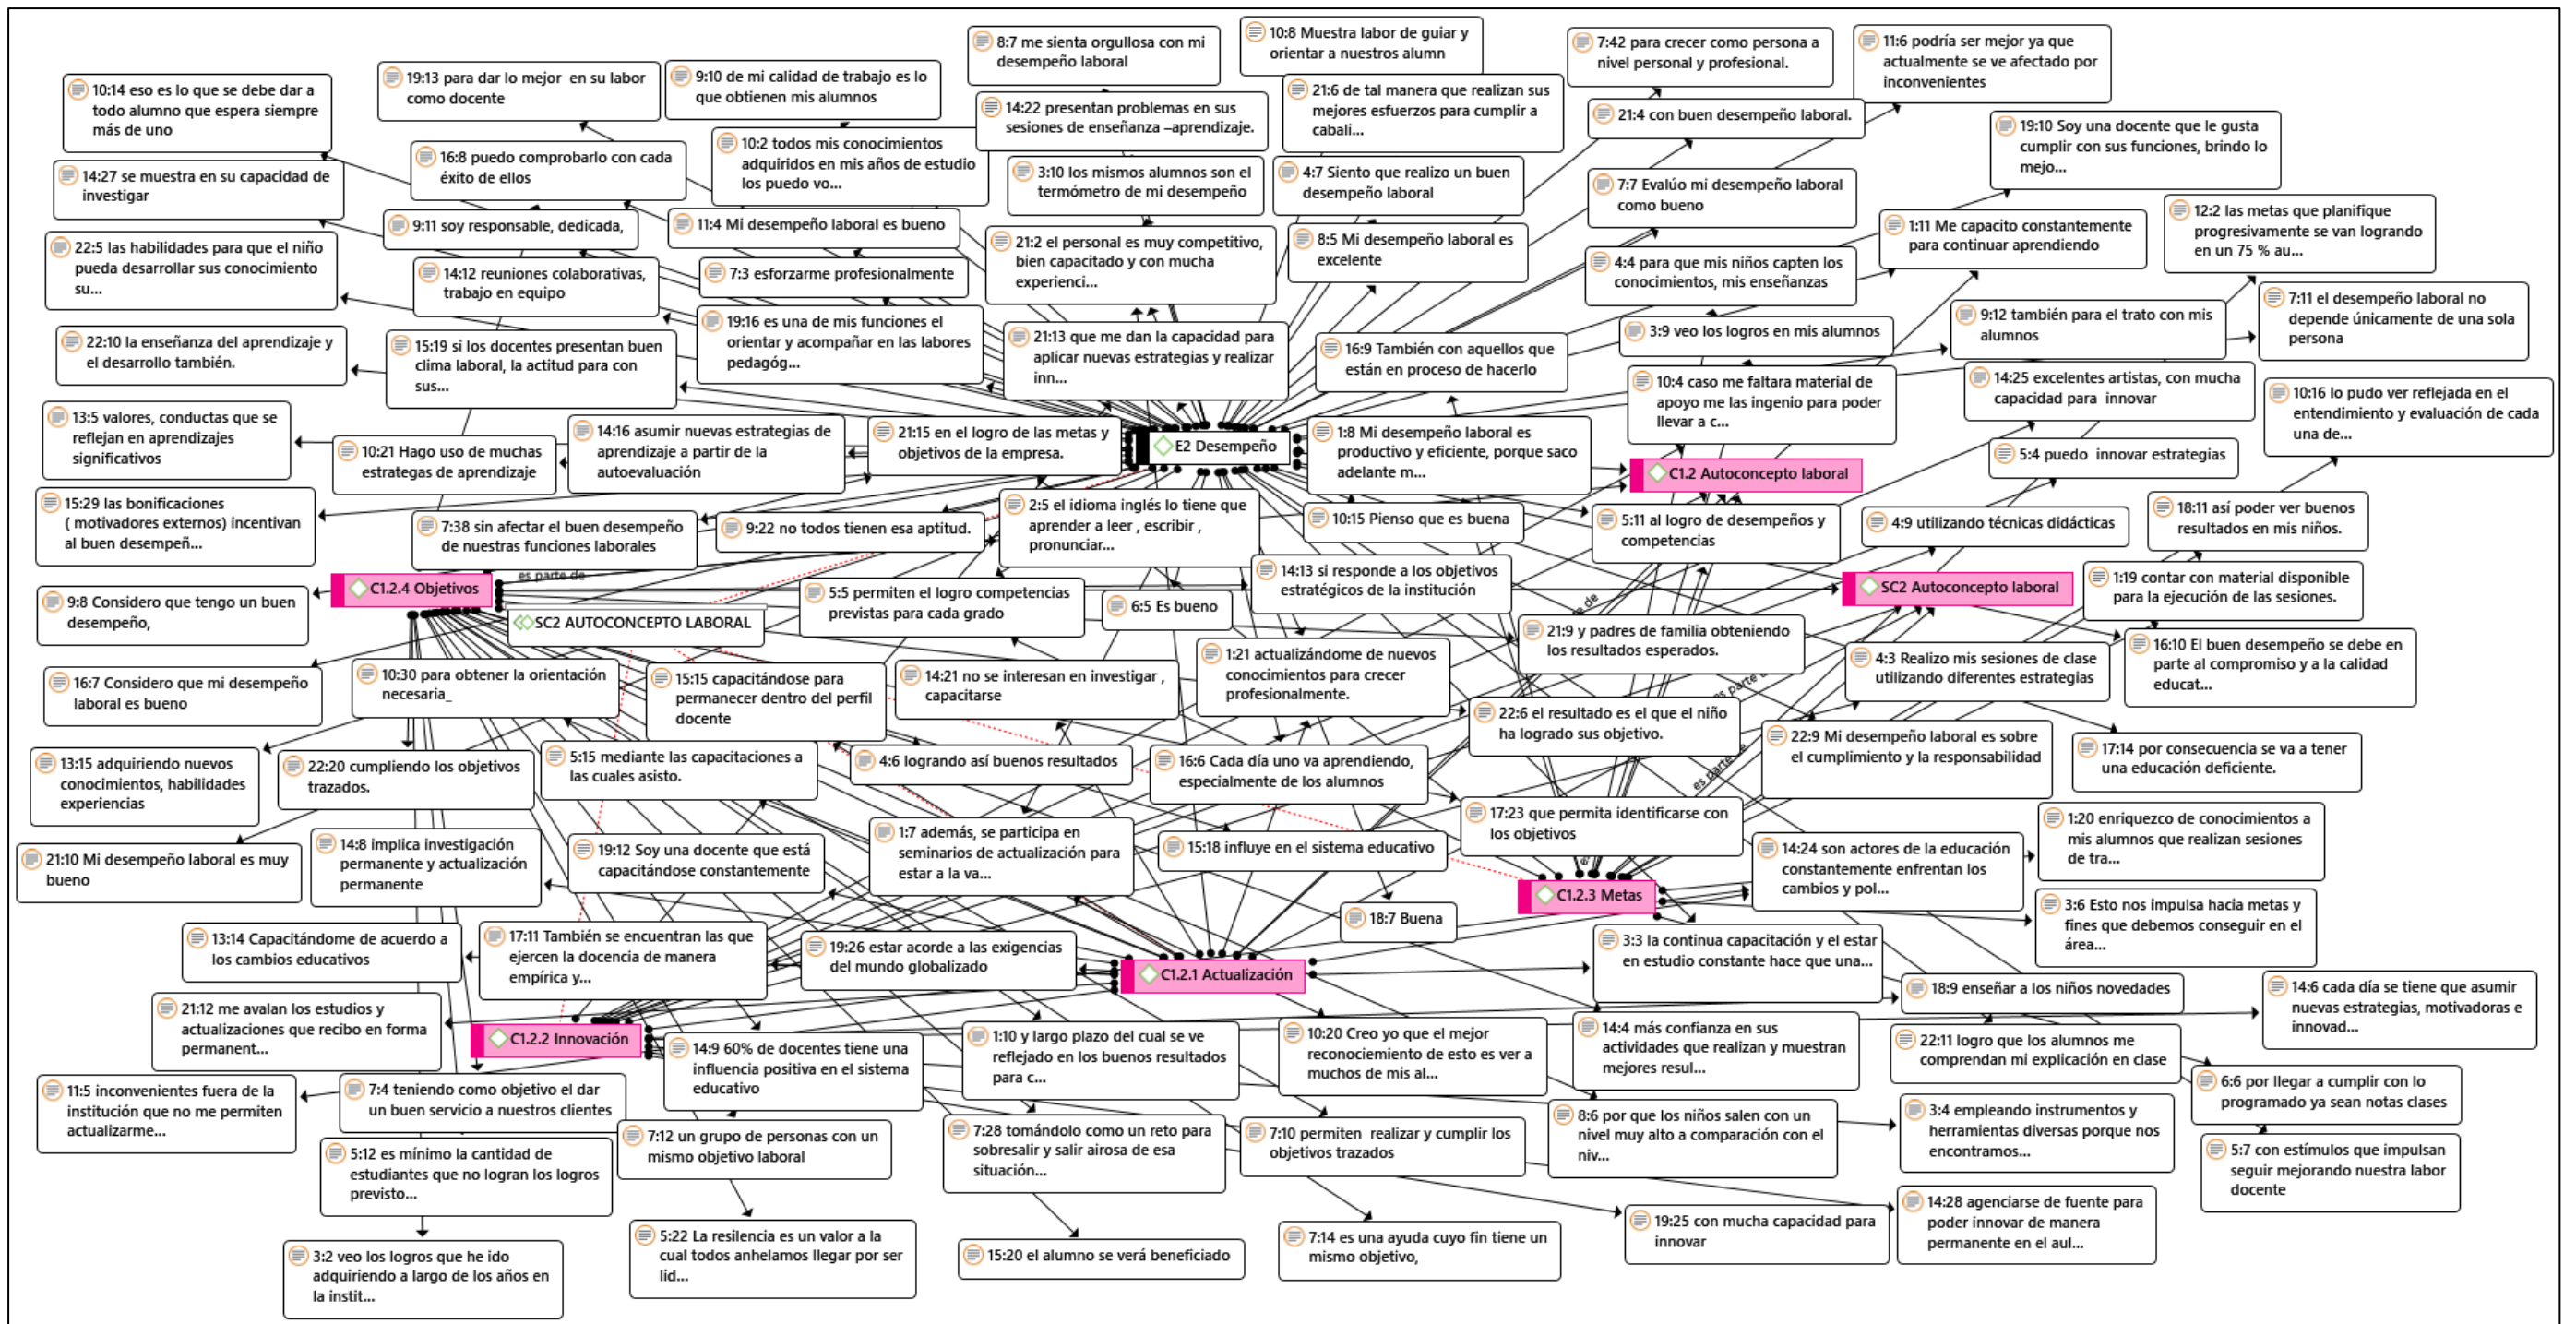 8:7 me sienta orgullosa con mi
desempeño laboral
10:8 Muestra labor de guiar y
orientar a nuestros alumn
7:42 para crecer como persona a
nivel personal y profesional.
11:6 podría ser mejor ya que
actualmente se ve afectado por
inconvenientes
10:14 eso es lo que se debe dar a
todo alumno que espera siempre
más de uno
19:13 para dar lo mejor en su labor
como docente
9:10 de mi calidad de trabajo es lo
que obtienen mis alumnos
14:22 presentan problemas en sus
sesiones de enseñanza –aprendizaje.
21:6 de tal manera que realizan sus
mejores esfuerzos para cumplir a
cabali...
21:4 con buen desempeño laboral.
19:10 Soy una docente que le gusta
cumplir con sus funciones, brindo lo
mejo...
14:27 se muestra en su capacidad de
investigar
16:8 puedo comprobarlo con cada
éxito de ellos
10:2 todos mis conocimientos
adquiridos en mis años de estudio
los puedo vo...
3:10 los mismos alumnos son el
termómetro de mi desempeño
4:7 Siento que realizo un buen
desempeño laboral
7:7 Evalúo mi desempeño laboral
como bueno
12:2 las metas que planifique
progresivamente se van logrando
en un 75 % au...
9:11 soy responsable, dedicada,
11:4 Mi desempeño laboral es bueno
1:11 Me capacito constantemente
para continuar aprendiendo
22:5 las habilidades para que el niño
pueda desarrollar sus conocimiento
su...
14:12 reuniones colaborativas,
trabajo en equipo
7:3 esforzarme profesionalmente
21:2 el personal es muy competitivo,
bien capacitado y con mucha
experienci...
8:5 Mi desempeño laboral es
excelente
4:4 para que mis niños capten los
conocimientos, mis enseñanzas
7:11 el desempeño laboral no
depende únicamente de una sola
persona
22:10 la enseñanza del aprendizaje y
el desarrollo también.
15:19 si los docentes presentan buen
clima laboral, la actitud para con
sus...
19:16 es una de mis funciones el
orientar y acompañar en las labores
pedagóg...
21:13 que me dan la capacidad para
aplicar nuevas estrategias y realizar
inn...
16:9 También con aquellos que
están en proceso de hacerlo
3:9 veo los logros en mis alumnos
9:12 también para el trato con mis
alumnos
10:4 caso me faltara material de
apoyo me las ingenio para poder
llevar a c...
14:25 excelentes artistas, con mucha
capacidad para innovar
10:16 lo pudo ver reflejada en el
entendimiento y evaluación de cada
una de...
13:5 valores, conductas que se
reflejan en aprendizajes
significativos
10:21 Hago uso de muchas
estrategas de aprendizaje
14:16 asumir nuevas estrategias de
aprendizaje a partir de la
autoevaluación
21:15 en el logro de las metas y
objetivos de la empresa.
E2 Desempeño
1:8 Mi desempeño laboral es
productivo y eficiente, porque saco
adelante m...
C1.2 Autoconcepto laboral
5:4 puedo innovar estrategias
15:29 las bonificaciones
( motivadores externos) incentivan
al buen desempeñ...
7:38 sin afectar el buen desempeño
de nuestras funciones laborales
9:22 no todos tienen esa aptitud.
2:5 el idioma inglés lo tiene que
aprender a leer , escribir ,
pronunciar...
10:15 Pienso que es buena
5:11 al logro de desempeños y
competencias
4:9 utilizando técnicas didácticas
18:11 así poder ver buenos
resultados en mis niños.
C1.2.4 Objetivos
es parte de
9:8 Considero que tengo un buen
desempeño,
SC2 AUTOCONCEPTO LABORAL
5:5 permiten el logro competencias
previstas para cada grado
6:5 Es bueno
14:13 si responde a los objetivos
estratégicos de la institución
SC2 Autoconcepto laboral
1:19 contar con material disponible
para la ejecución de las sesiones.
21:9 y padres de familia obteniendo
los resultados esperados.
16:10 El buen desempeño se debe en
parte al compromiso y a la calidad
educat...
16:7 Considero que mi desempeño
laboral es bueno
10:30 para obtener la orientación
necesaria_
15:15 capacitándose para
permanecer dentro del perfil
docente
14:21 no se interesan en investigar ,
capacitarse
1:21 actualizándome de nuevos
conocimientos para crecer
profesionalmente.
4:3 Realizo mis sesiones de clase
utilizando diferentes estrategias
22:6 el resultado es el que el niño
ha logrado sus objetivo.
22:9 Mi desempeño laboral es sobre
el cumplimiento y la responsabilidad
17:14 por consecuencia se va a tener
una educación deficiente.
13:15 adquiriendo nuevos
conocimientos, habilidades
experiencias
22:20 cumpliendo los objetivos
trazados.
5:15 mediante las capacitaciones a
las cuales asisto.
4:6 logrando así buenos resultados
16:6 Cada día uno va aprendiendo,
especialmente de los alumnos
es parte
17:23 que permita identificarse con
los objetivos
1:20 enriquezco de conocimientos a
mis alumnos que realizan sesiones
de tra...
21:10 Mi desempeño laboral es muy
bueno
14:8 implica investigación
permanente y actualización
permanente
19:12 Soy una docente que está
capacitándose constantemente
1:7 además, se participa en
seminarios de actualización para
estar a la va...
15:18 influye en el sistema educativo
14:24 son actores de la educación
constantemente enfrentan los
cambios y pol...
C1.2.3 Metas
18:7 Buena
3:6 Esto nos impulsa hacia metas y
fines que debemos conseguir en el
área...
13:14 Capacitándome de acuerdo a
los cambios educativos
17:11 También se encuentran las que
ejercen la docencia de manera
empírica y...
19:26 estar acorde a las exigencias
del mundo globalizado
C1.2.1 Actualización
3:3 la continua capacitación y el estar
en estudio constante hace que una...
18:9 enseñar a los niños novedades
14:6 cada día se tiene que asumir
nuevas estrategias, motivadoras e
innovad...
21:12 me avalan los estudios y
actualizaciones que recibo en forma
permanent...
C1.2.2 Innovación
14:9 60% de docentes tiene una
influencia positiva en el sistema
educativo
1:10 y largo plazo del cual se ve
reflejado en los buenos resultados
para c...
10:20 Creo yo que el mejor
reconociemiento de esto es ver a
muchos de mis al...
14:4 más confianza en sus
actividades que realizan y muestran
mejores resul...
22:11 logro que los alumnos me
comprendan mi explicación en clase
11:5 inconvenientes fuera de la
institución que no me permiten
actualizarme...
7:4 teniendo como objetivo el dar
un buen servicio a nuestros clientes
6:6 por llegar a cumplir con lo
programado ya sean notas clases
5:12 es mínimo la cantidad de
estudiantes que no logran los logros
previsto...
7:12 un grupo de personas con un
mismo objetivo laboral
7:28 tomándolo como un reto para
sobresalir y salir airosa de esa
situación...
7:10 permiten realizar y cumplir los
objetivos trazados
8:6 por que los niños salen con un
nivel muy alto a comparación con el
niv...
3:4 empleando instrumentos y
herramientas diversas porque nos
encontramos...
5:7 con estímulos que impulsan
seguir mejorando nuestra labor
docente
3:2 veo los logros que he ido
adquiriendo a largo de los años en
la instit...
5:22 La resilencia es un valor a la
cual todos anhelamos llegar por ser
lid...
15:20 el alumno se verá beneficiado
7:14 es una ayuda cuyo fin tiene un
mismo objetivo,
19:25 con mucha capacidad para
innovar
14:28 agenciarse de fuente para
poder innovar de manera
permanente en el aul...